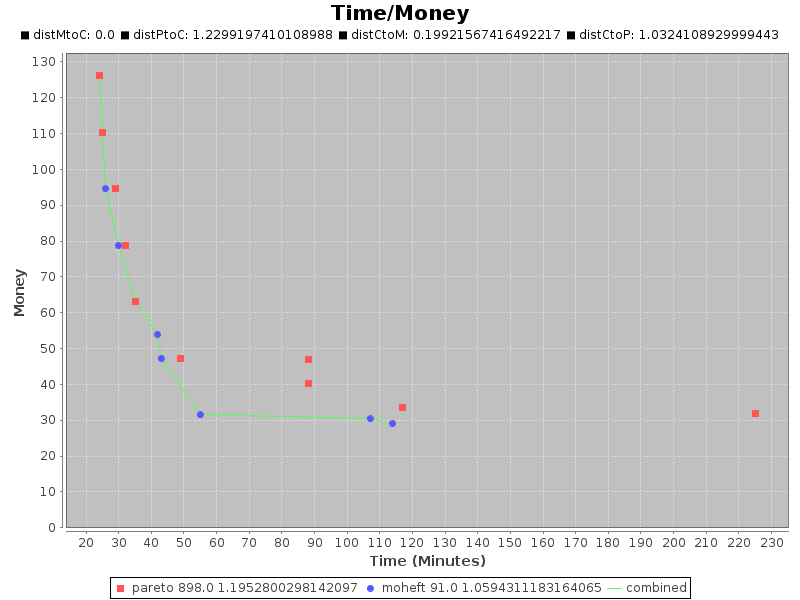 Time/Money
distMtoC: 0.0 distPtoC: 1.2299197410108988 distCtoM: 0.19921567416492217 distCtoP: 1.0324108929999443
130
120
110
100
90
80
70
60
50
40
30
20
10
0
Money
20 30 40 50 60 70 80 90 100 110 120 130 140 150 160 170 180 190 200 210 220 230
Time (Minutes)
pareto 898.0 1.1952800298142097 moheft 91.0 1.0594311183164065 combined